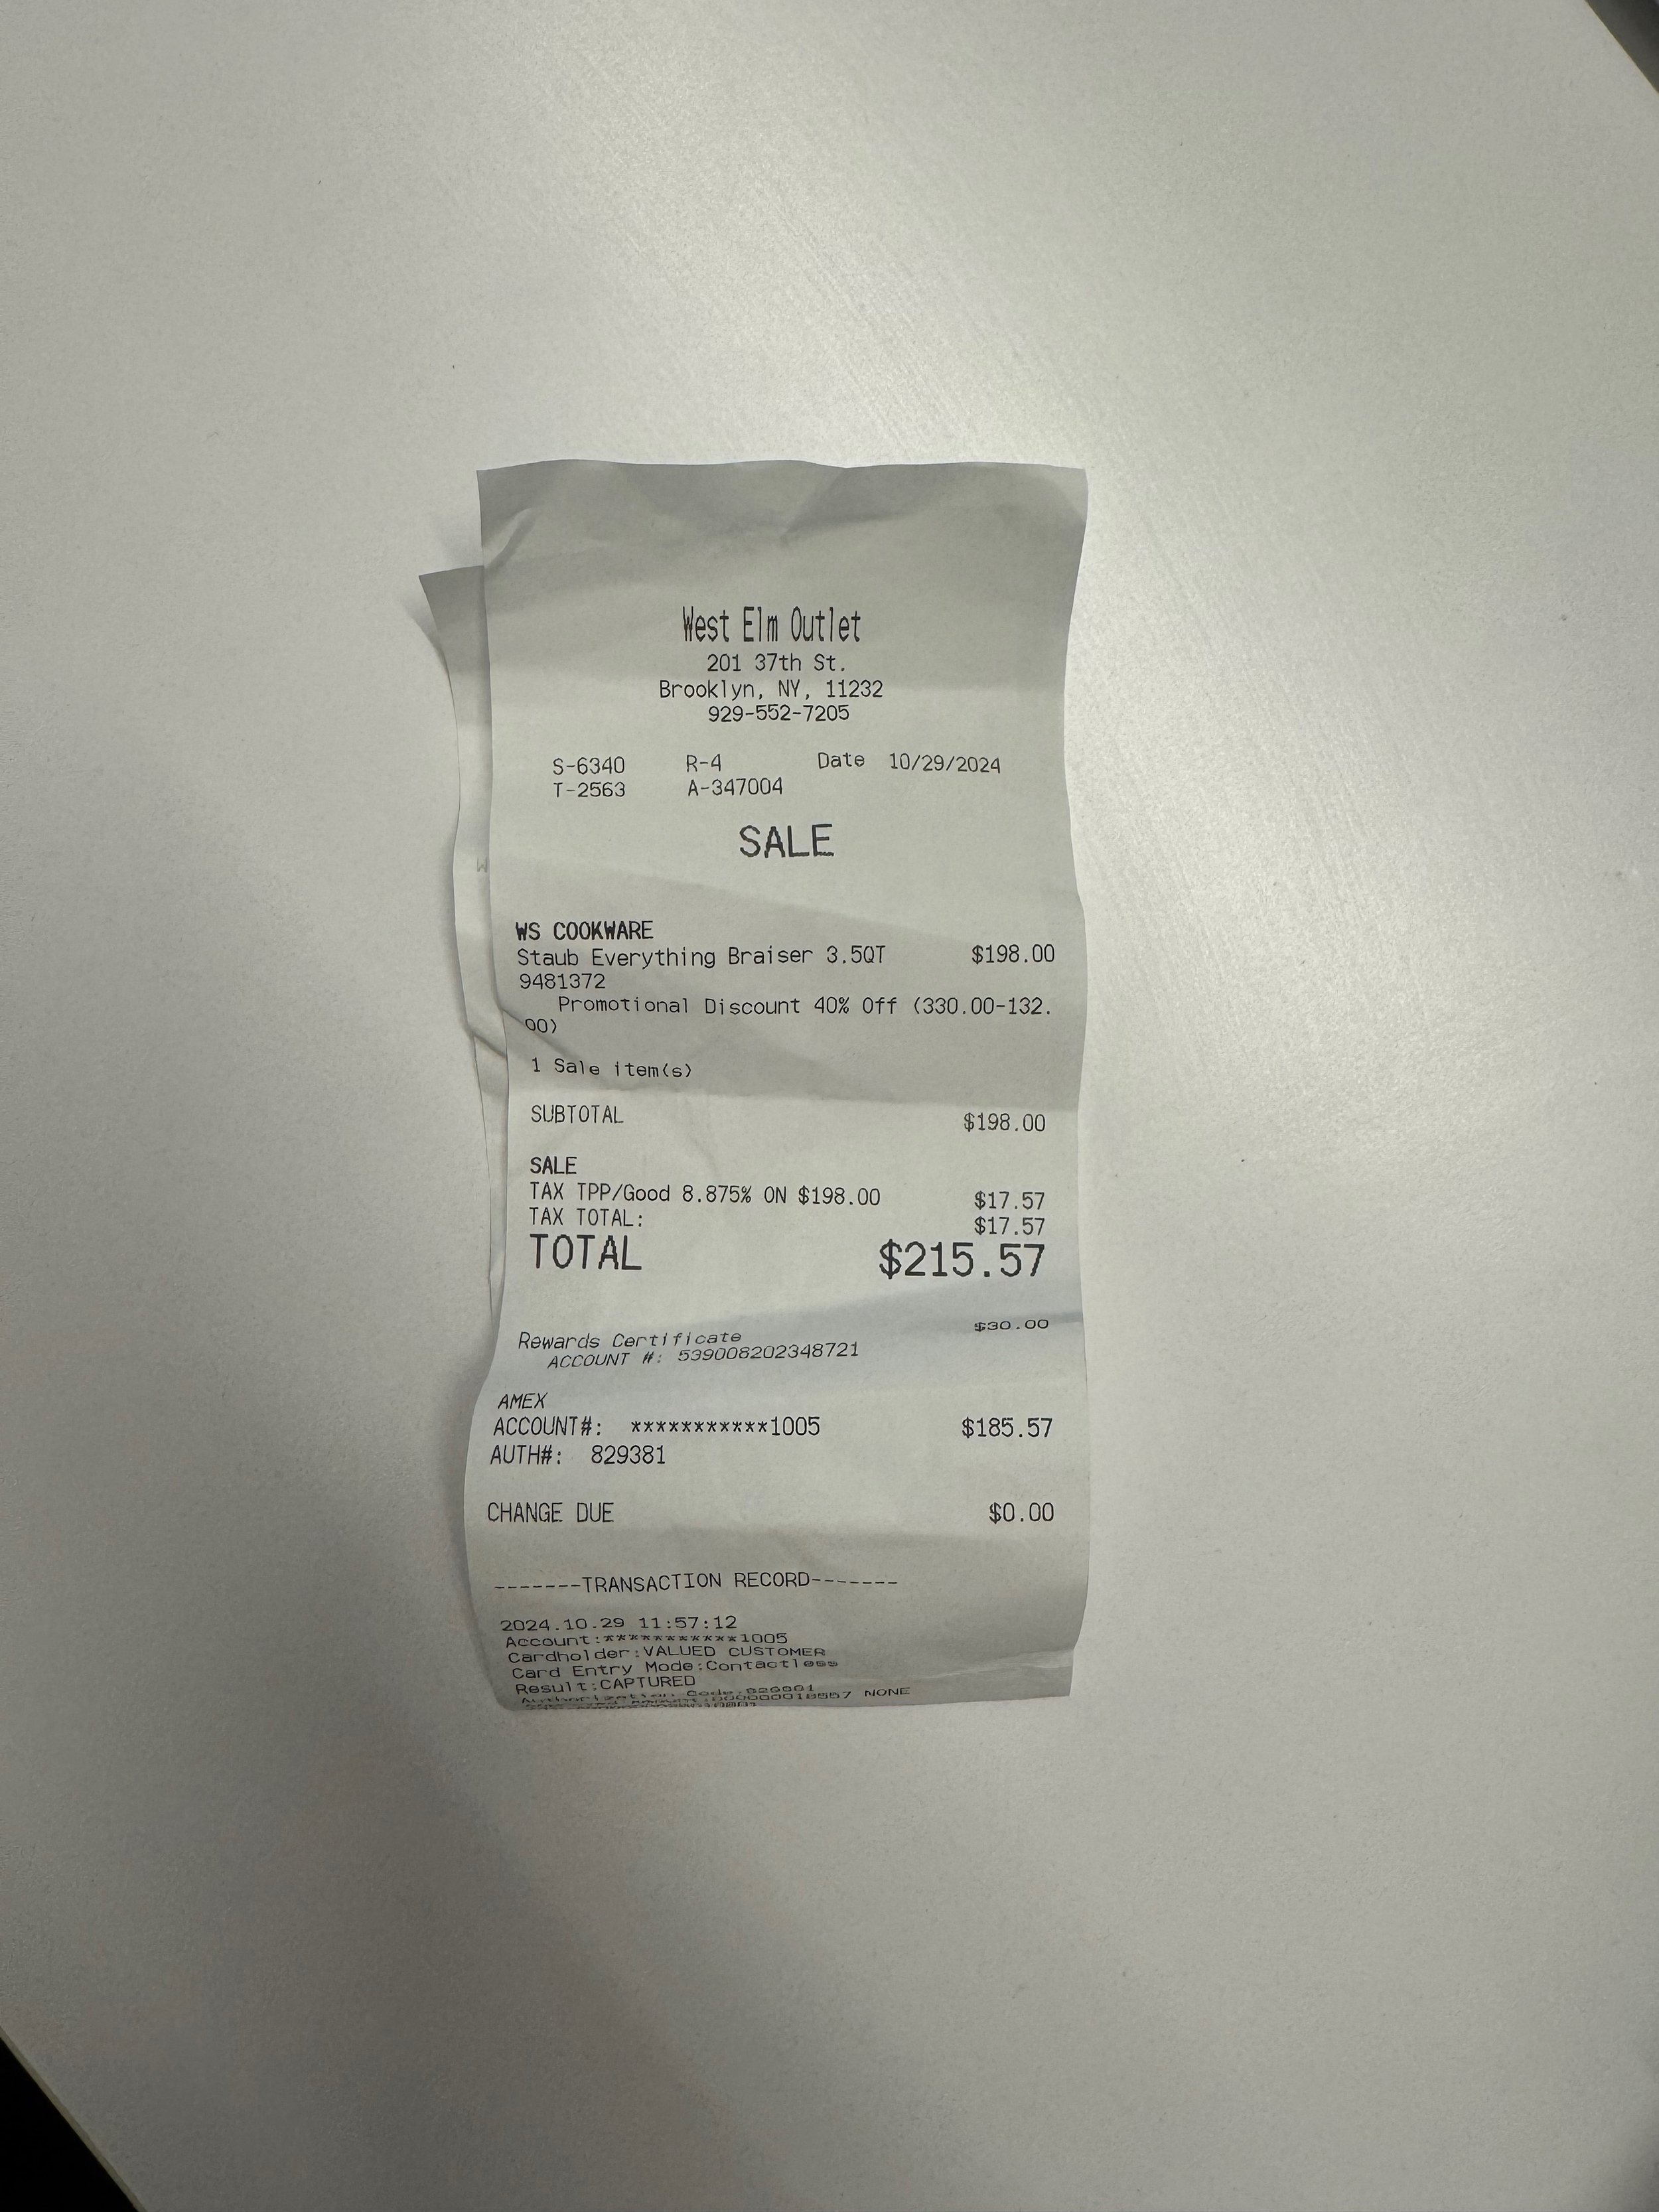 West Elm Outlet
201 37th St.
Brooklyn, NY, 11232
929-552-7205
S-6340 R-4 Date 10/29/2024
T-2563 A-347004
SALE
W
WS COOKWARE
Staub Everything Braiser 3.5QT $198.00
9481372
Promotional Discount 40% Off (330.00-132.
00)
1 Sale item(s)
SUBTOTAL $198.00
SALE
TAX TPP/Good 8.875% ON $198.00 $17.57
TAX TOTAL: $17.57
TOTAL $215.57
Rewards Certificate $30.00
ACCOUNT #: 539008202348721
AMEX
ACCOUNT#: ***********1005 $185.57
AUTH#: 829381
CHANGE DUE $0.00
-------TRANSACTION RECORD-------
2024.10.29 11:57:12
Account:***********1005
Cardholder:VALUED CUSTOMER
Card Entry Mode:Contactless
Result:CAPTURED
Authorization Code:
NONE